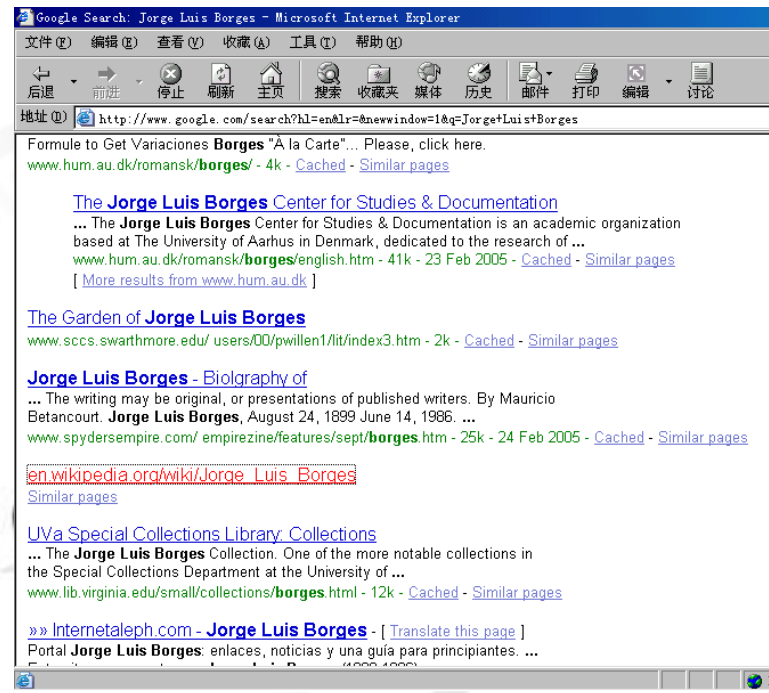 Google Search: Jorge Luis Borges - Microsoft Internet Explorer
文件(F) 编辑(E) 查看(V) 收藏(A) 工具(T) 帮助(H)
后退 前进 停止 刷新 主页 搜索 收藏夹 媒体 历史 邮件 打印 编辑 讨论
地址(D) http://www.google.com/search?hl=en&lr=&newwindow=1&q=Jorge+Luis+Borges
Formule to Get Variaciones Borges "À la Carte"... Please, click here.
www.hum.au.dk/romansk/borges/ - 4k - Cached - Similar pages
The Jorge Luis Borges Center for Studies & Documentation
... The Jorge Luis Borges Center for Studies & Documentation is an academic organization
based at The University of Aarhus in Denmark, dedicated to the research of ...
www.hum.au.dk/romansk/borges/english.htm - 41k - 23 Feb 2005 - Cached - Similar pages
[ More results from www.hum.au.dk ]
The Garden of Jorge Luis Borges
www.sccs.swarthmore.edu/ users/00/pwillen1/lit/index3.htm - 2k - Cached - Similar pages
Jorge Luis Borges - Biolgraphy of
... The writing may be original, or presentations of published writers. By Mauricio
Betancourt. Jorge Luis Borges, August 24, 1899 June 14, 1986. ...
www.spydersempire.com/ empirezine/features/sept/borges.htm - 25k - 24 Feb 2005 - Cached - Similar pages
en.wikipedia.org/wiki/Jorge_Luis_Borges
Similar pages
UVa Special Collections Library: Collections
... The Jorge Luis Borges Collection. One of the more notable collections in
the Special Collections Department at the University of ...
www.lib.virginia.edu/small/collections/borges.html - 12k - Cached - Similar pages
»» Internetaleph.com - Jorge Luis Borges - [ Translate this page ]
Portal Jorge Luis Borges: enlaces, noticias y una guía para principiantes. ...